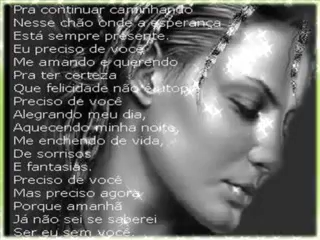 Pra continuar caminhando
Nesse chão onde a esperança
Está sempre presente.
Eu preciso de você
Me amando e querendo
Pra ter certeza
Que felicidade não é utopia
Preciso de você
Alegrando meu dia,
Aquecendo minha noite,
Me enchendo de vida,
De sorrisos
E fantasias.
Preciso de você
Mas preciso agora
Porque amanhã
Já não sei se saberei
Ser eu sem você.